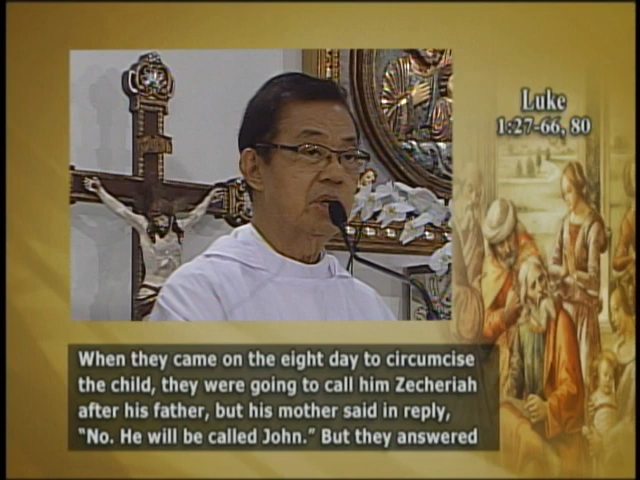 Luke
1:27-66, 80
When they came on the eight day to circumcise
the child, they were going to call him Zecheriah
after his father, but his mother said in reply,
“No. He will be called John.” But they answered